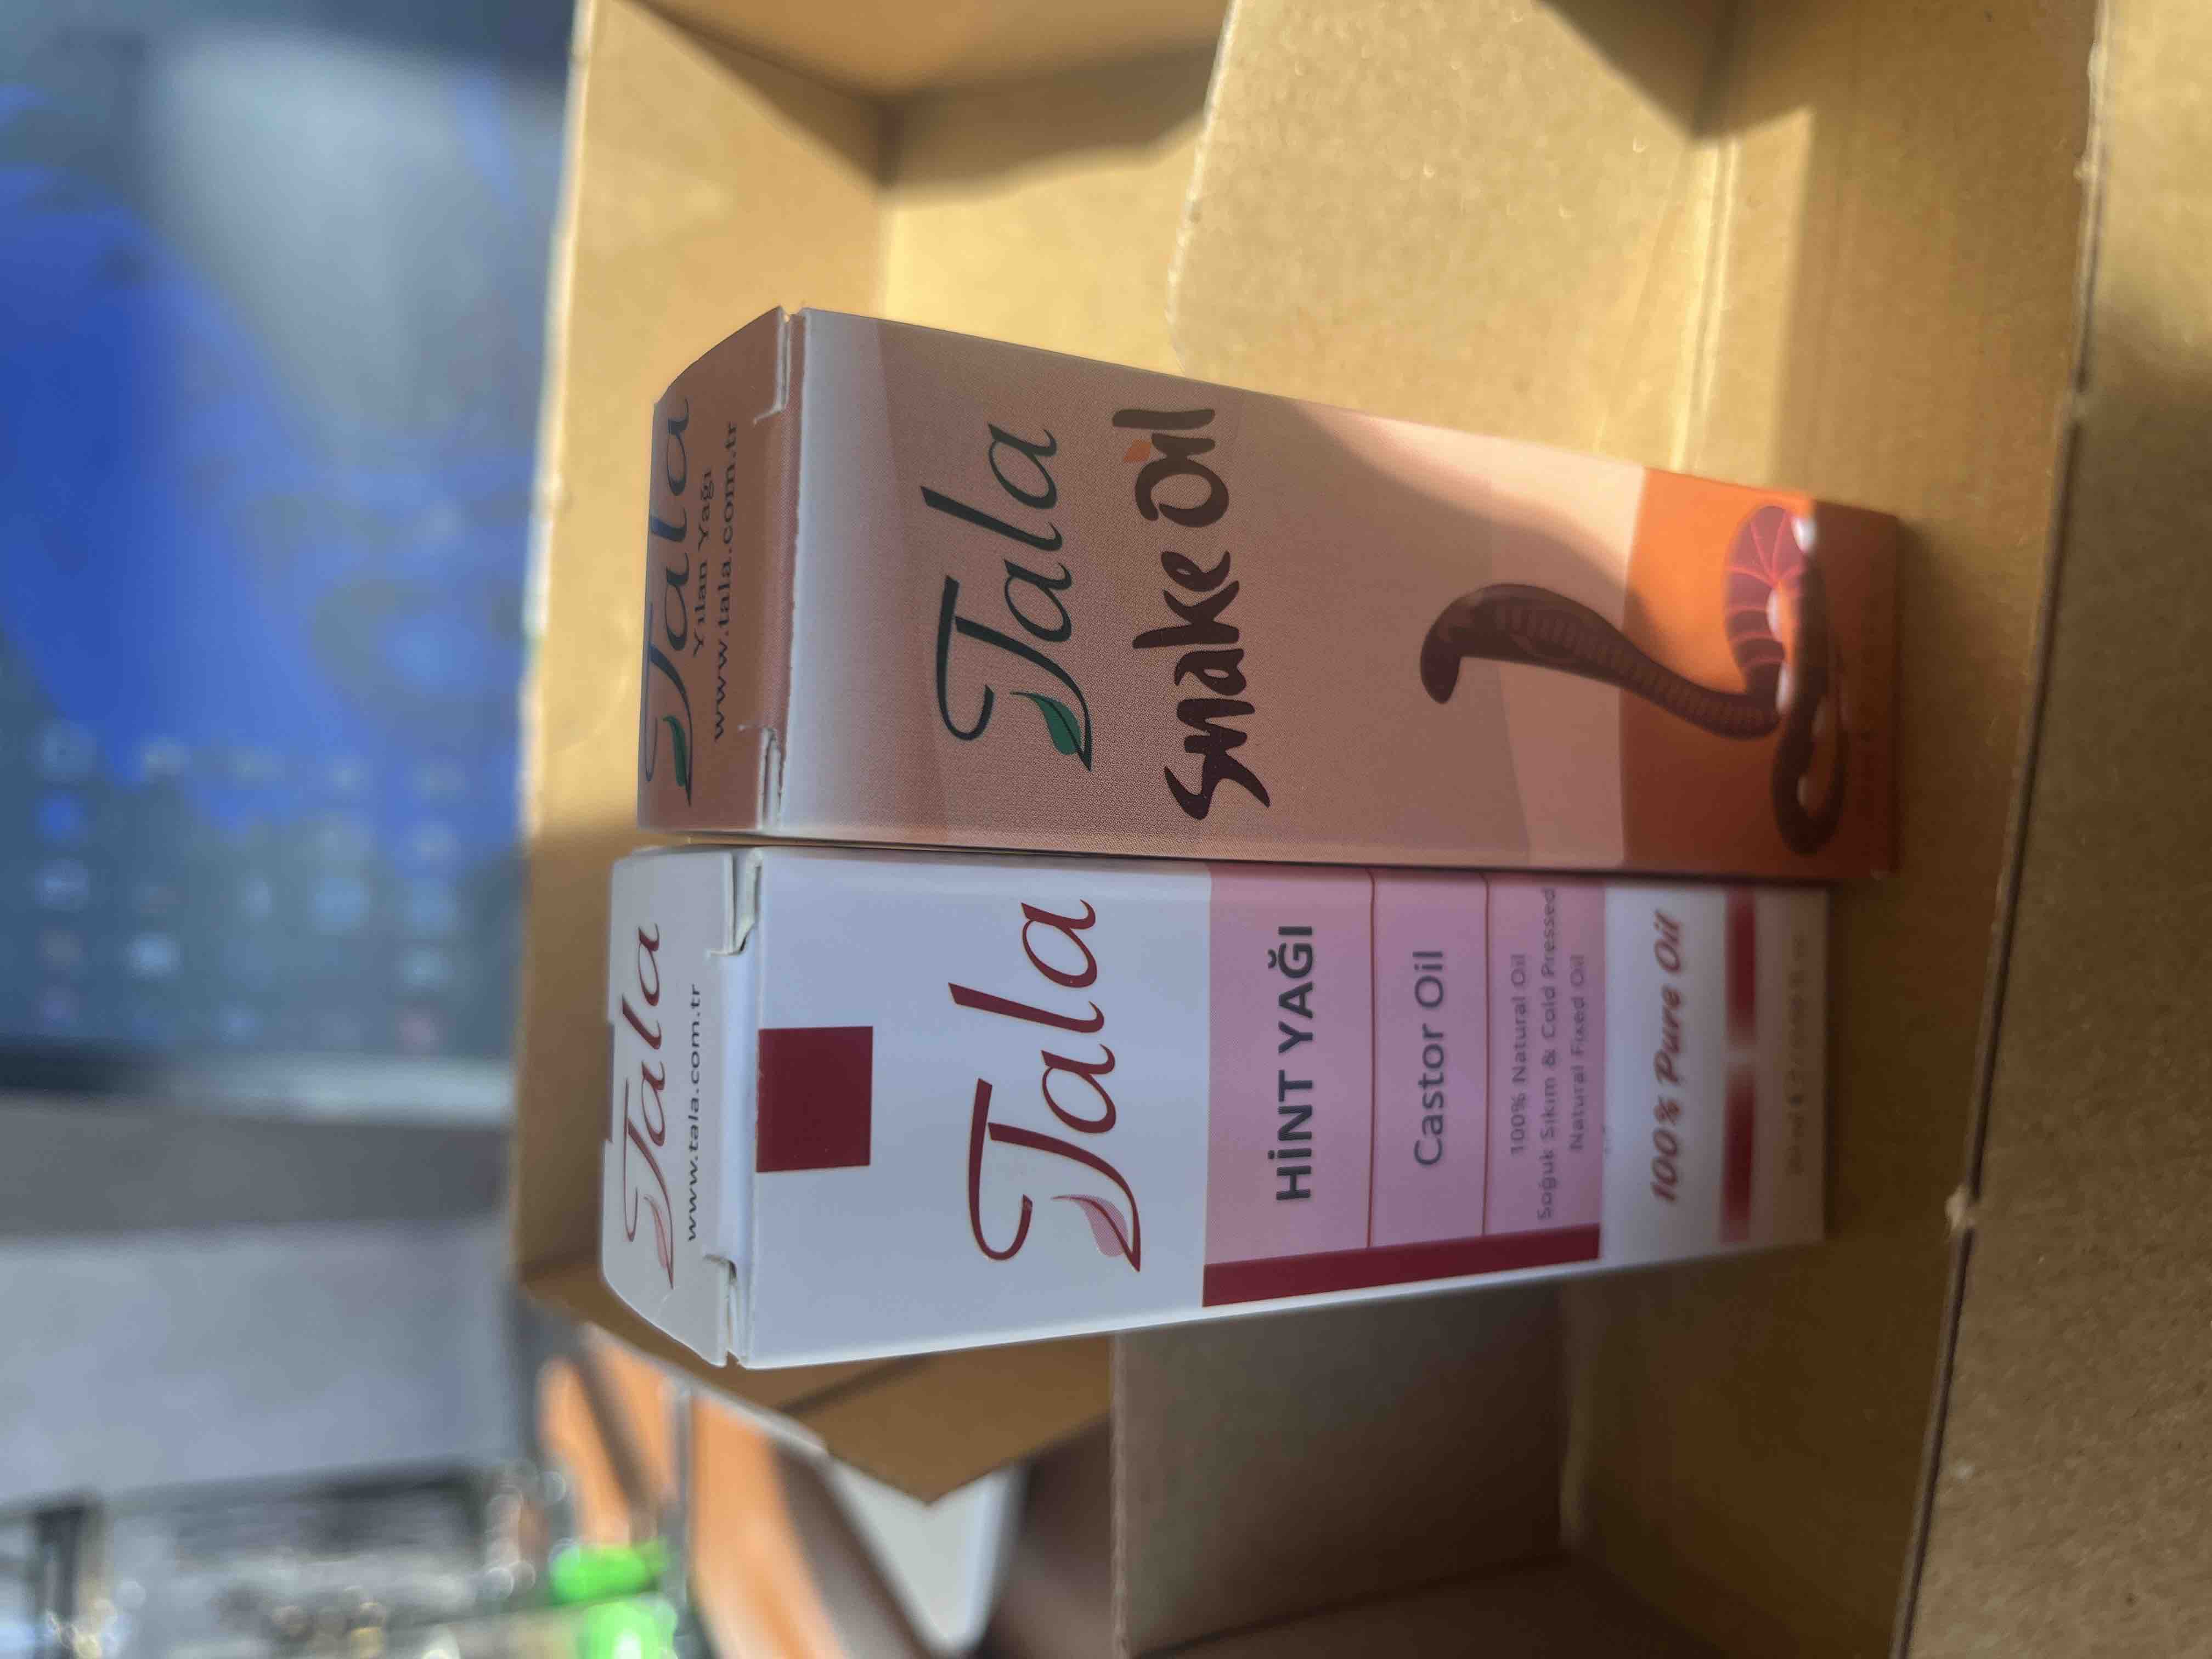 Tala
www.tala.com.tr
Tala
HİNT YAĞI
Castor Oil
100% Natural Oil
Soğuk Sıkım & Cold Pressed
Natural Fixed Oil
100% Pure Oil
Tala
Yılan Yağı
www.tala.com.tr
Tala
Snake Oil